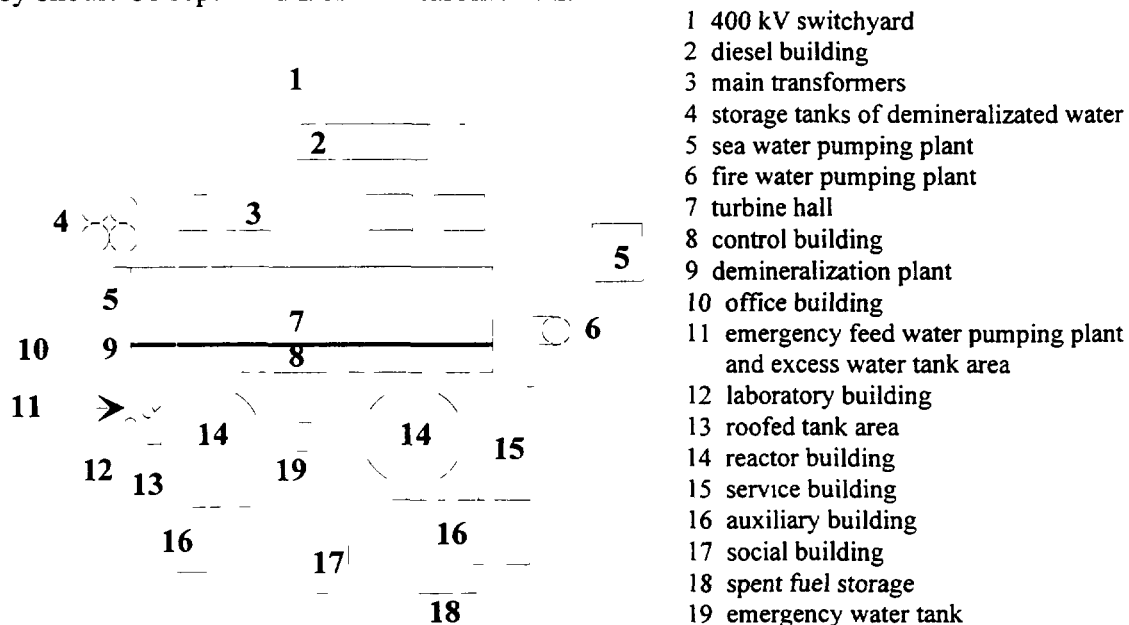 1 400 kV switchyard
2 diesel building
3 main transformers
4 storage tanks of demineralizated water
5 sea water pumping plant
6 fire water pumping plant
7 turbine hall
8 control building
9 demineralization plant
10 office building
11 emergency feed water pumping plant
and excess water tank area
12 laboratory building
13 roofed tank area
14 reactor building
15 service building
16 auxiliary building
17 social building
18 spent fuel storage
19 emergency water tank
1
2
4
3
5
5
7
6
10
9
8
11
14
14
15
12
13
19
16
16
17
18